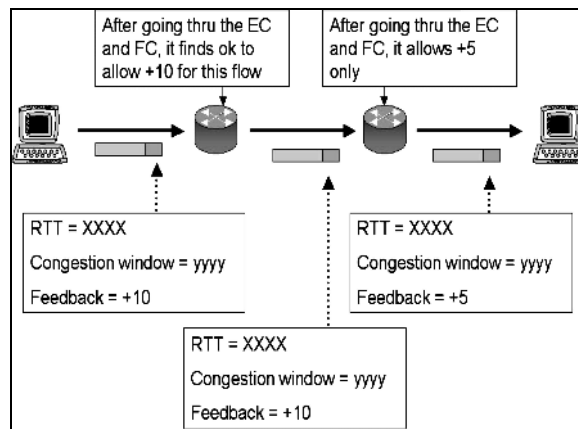 After going thru the EC
and FC, it finds ok to
allow +10 for this flow
After going thru the EC
and FC, it allows +5
only
RTT = XXXX
Congestion window = yyyy
Feedback = +10
RTT = XXXX
Congestion window = yyyy
Feedback = +10
RTT = XXXX
Congestion window = yyyy
Feedback = +5